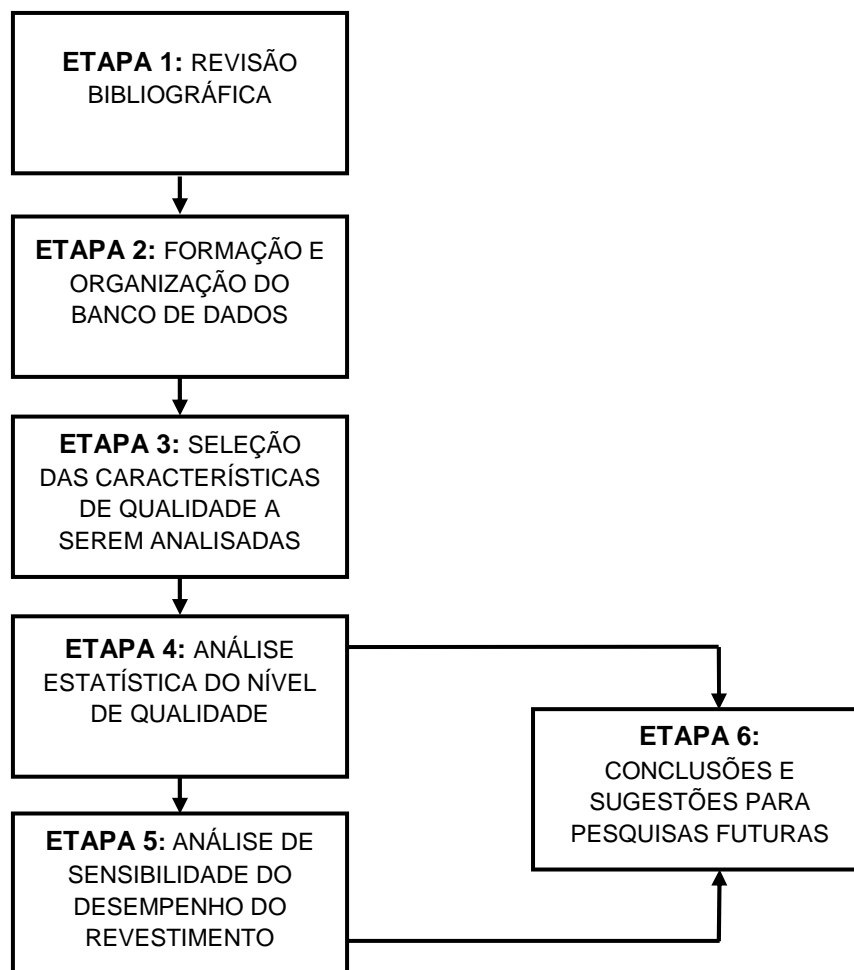 ETAPA 1: REVISÃO
BIBLIOGRÁFICA
ETAPA 2: FORMAÇÃO E
ORGANIZAÇÃO DO
BANCO DE DADOS
ETAPA 3: SELEÇÃO
DAS CARACTERÍSTICAS
DE QUALIDADE A
SEREM ANALISADAS
ETAPA 4: ANÁLISE
ESTATÍSTICA DO NÍVEL
DE QUALIDADE
ETAPA 5: ANÁLISE DE
SENSIBILIDADE DO
DESEMPENHO DO
REVESTIMENTO
ETAPA 6:
CONCLUSÕES E
SUGESTÕES PARA
PESQUISAS FUTURAS